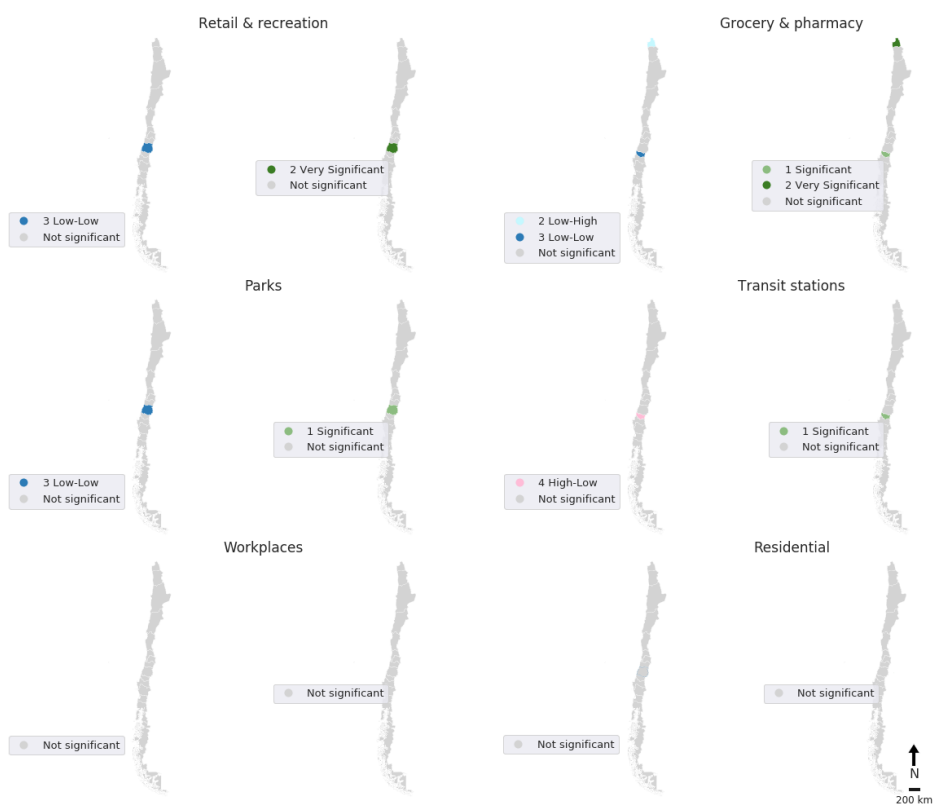 Retail & recreation
Grocery & pharmacy
2 Very Significant
Not significant
3 Low-Low
Not significant
1 Significant
2 Very Significant
Not significant
2 Low-High
3 Low-Low
Not significant
Parks
Transit stations
1 Significant
Not significant
3 Low-Low
Not significant
1 Significant
Not significant
4 High-Low
Not significant
Workplaces
Residential
Not significant
Not significant
Not significant
Not significant
N
200 km